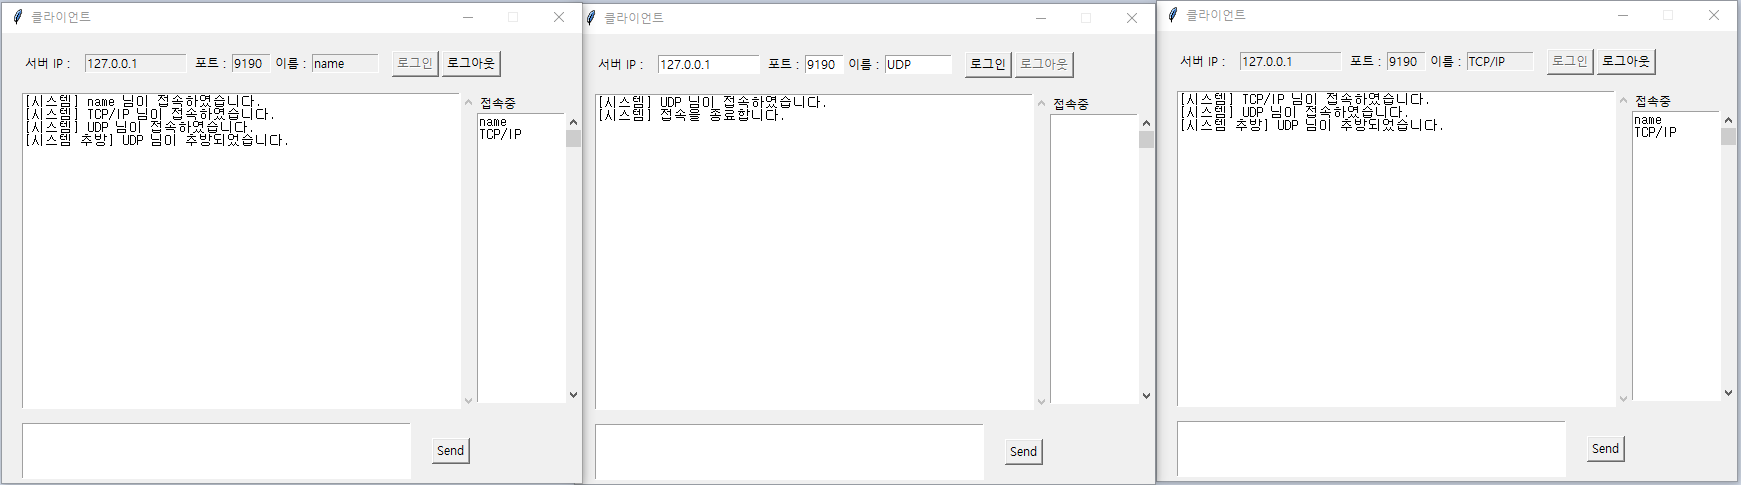 클라이언트
서버 IP : 127.0.0.1 포트 : 9190 이름 : name 로그인 로그아웃
[시스템] name 님이 접속하였습니다.
[시스템] TCP/IP 님이 접속하였습니다.
[시스템] UDP 님이 접속하였습니다.
[시스템 추방] UDP 님이 추방되었습니다.
접속중
name
TCP/IP
Send
클라이언트
서버 IP : 127.0.0.1 포트 : 9190 이름 : UDP 로그인 로그아웃
[시스템] UDP 님이 접속하였습니다.
[시스템] 접속을 종료합니다.
접속중
Send
클라이언트
서버 IP : 127.0.0.1 포트 : 9190 이름 : TCP/IP 로그인 로그아웃
[시스템] TCP/IP 님이 접속하였습니다.
[시스템] UDP 님이 접속하였습니다.
[시스템 추방] UDP 님이 추방되었습니다.
접속중
name
TCP/IP
Send